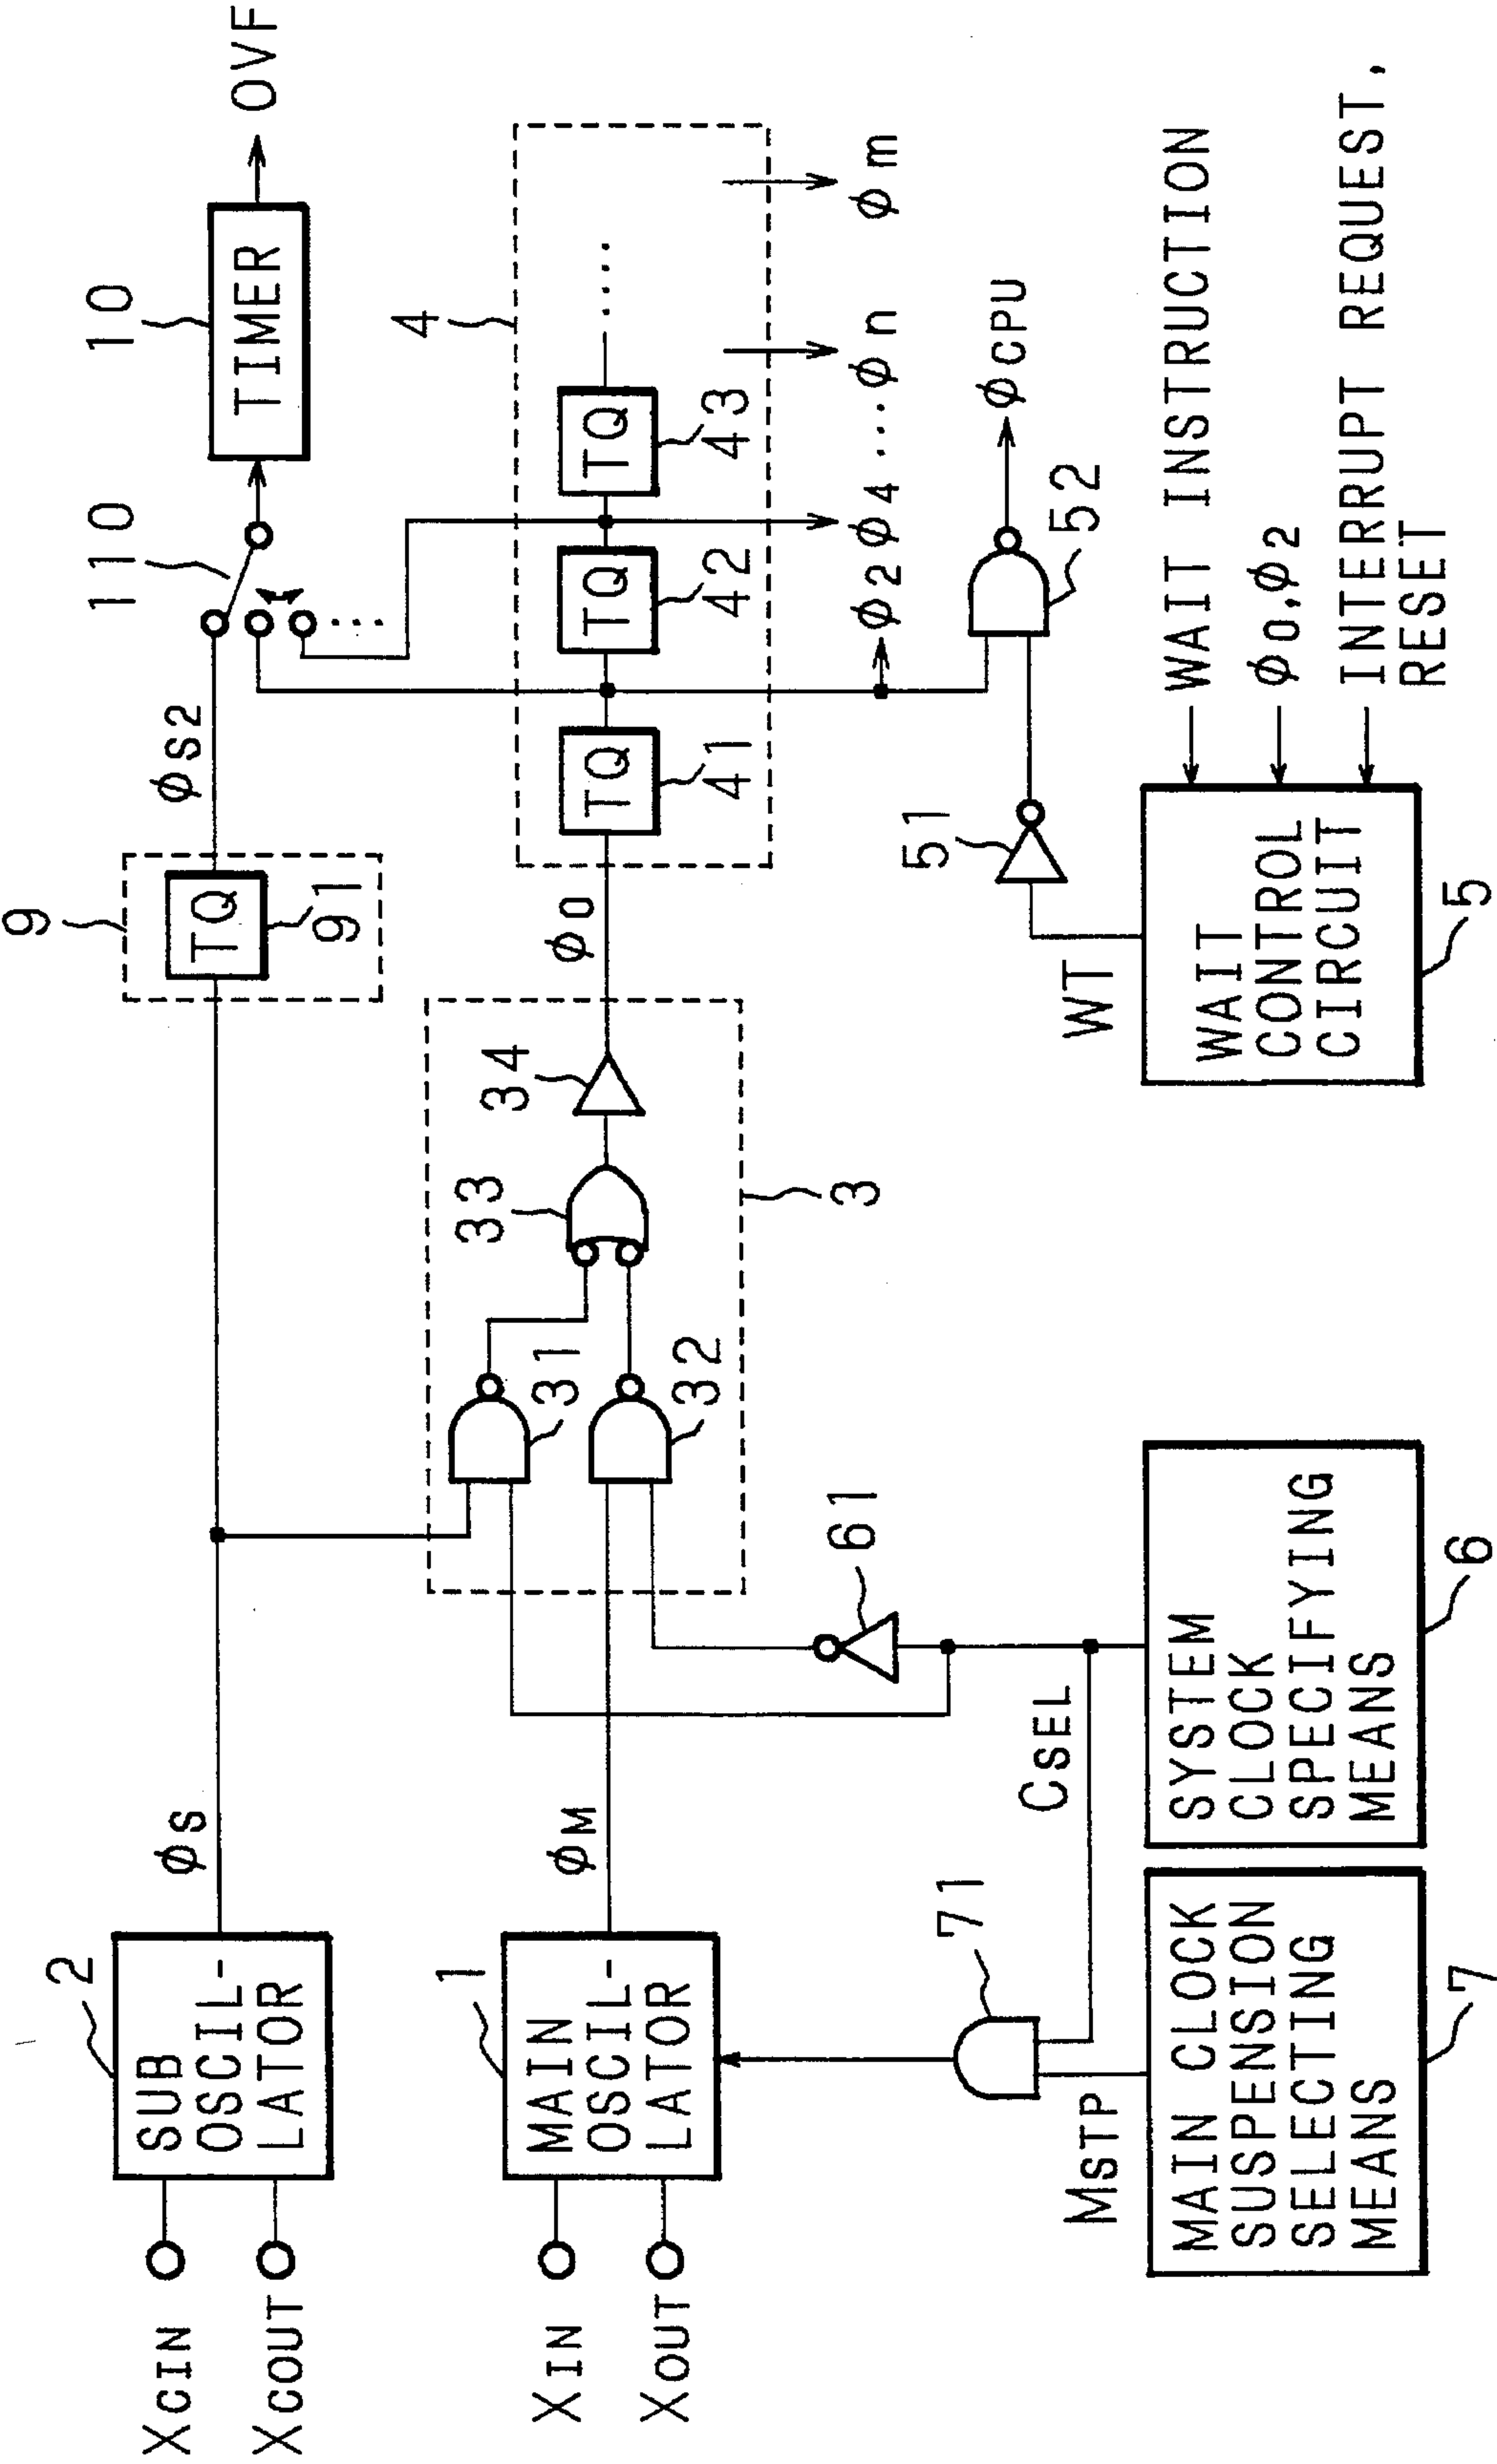 XCIN
XCOUT
2
SUB
OSCIL-
LATOR
φS
9
TQ
91
φS2
110
10
TIMER
OVF
XIN
XOUT
1
MAIN
OSCIL-
LATOR
φM
31
32
33
34
3
φ0
4
TQ
41
TQ
42
TQ
43
....
...
φ2 φ4 ... φn φm
61
71
MSTP
CSEL
MAIN CLOCK
SUSPENSION
SELECTING
MEANS
7
SYSTEM
CLOCK
SPECIFYING
MEANS
6
WT
51
52
φCPU
WAIT
CONTROL
CIRCUIT
5
WAIT INSTRUCTION
φ0,φ2
INTERRUPT REQUEST,
RESET